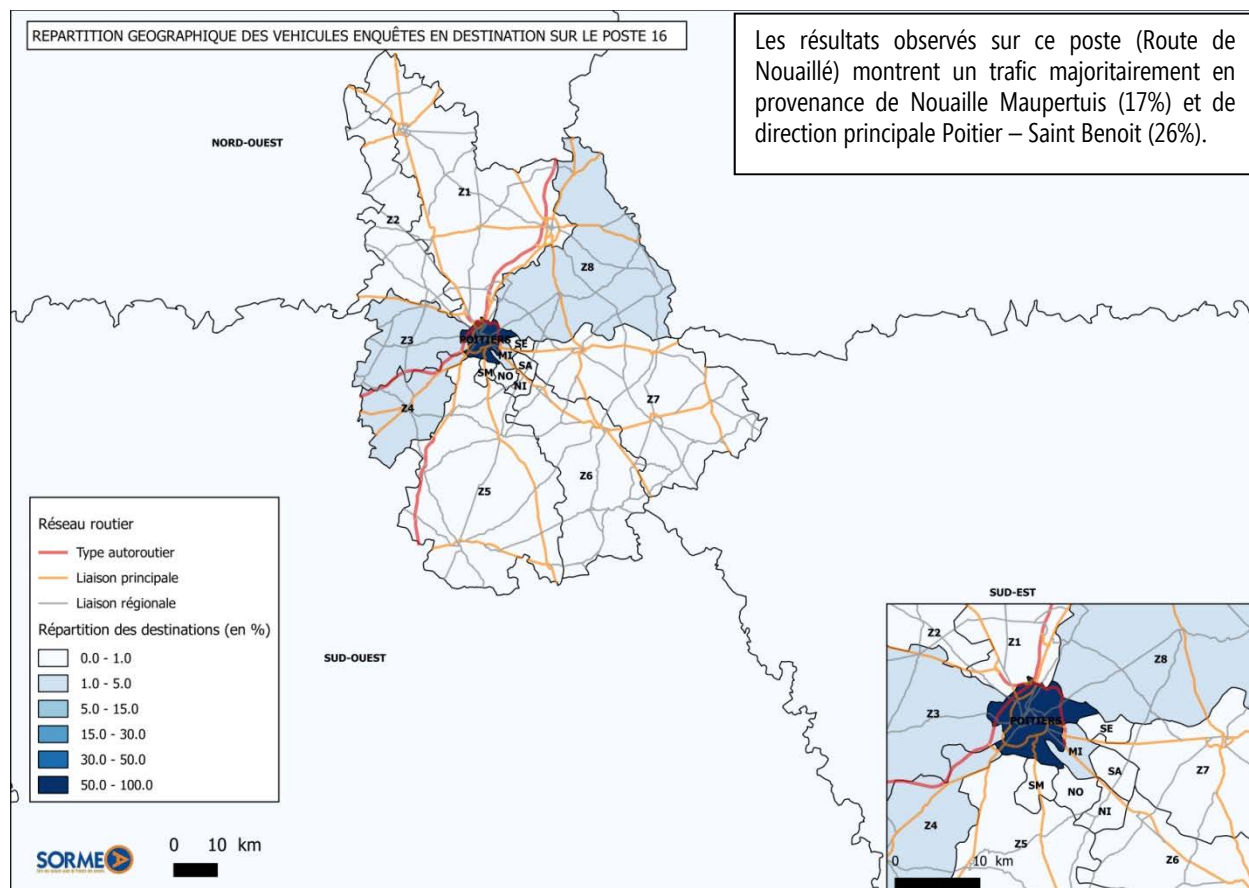 REPARTITION GEOGRAPHIQUE DES VEHICULES ENQUÊTES EN DESTINATION SUR LE POSTE 16
Les résultats observés sur ce poste (Route de
Nouaillé) montrent un trafic majoritairement en
provenance de Nouaille Maupertuis (17%) et de
direction principale Poitier – Saint Benoit (26%).
NORD-OUEST
Z1
Z2
Z8
Z3
POITIERS
SE
MI
SA
SM
NO
NI
Z4
Z7
Z6
Z5
SUD-OUEST
SUD-EST
Réseau routier
Type autoroutier
Liaison principale
Liaison régionale
Répartition des destinations (en %)
0.0 - 1.0
1.0 - 5.0
5.0 - 15.0
15.0 - 30.0
30.0 - 50.0
50.0 - 100.0
SORME
0 10 km
Z2
Z1
Z8
Z3
POITIERS
SE
MI
SA
Z7
SM
NO
NI
Z4
Z5
Z6
0 10 km